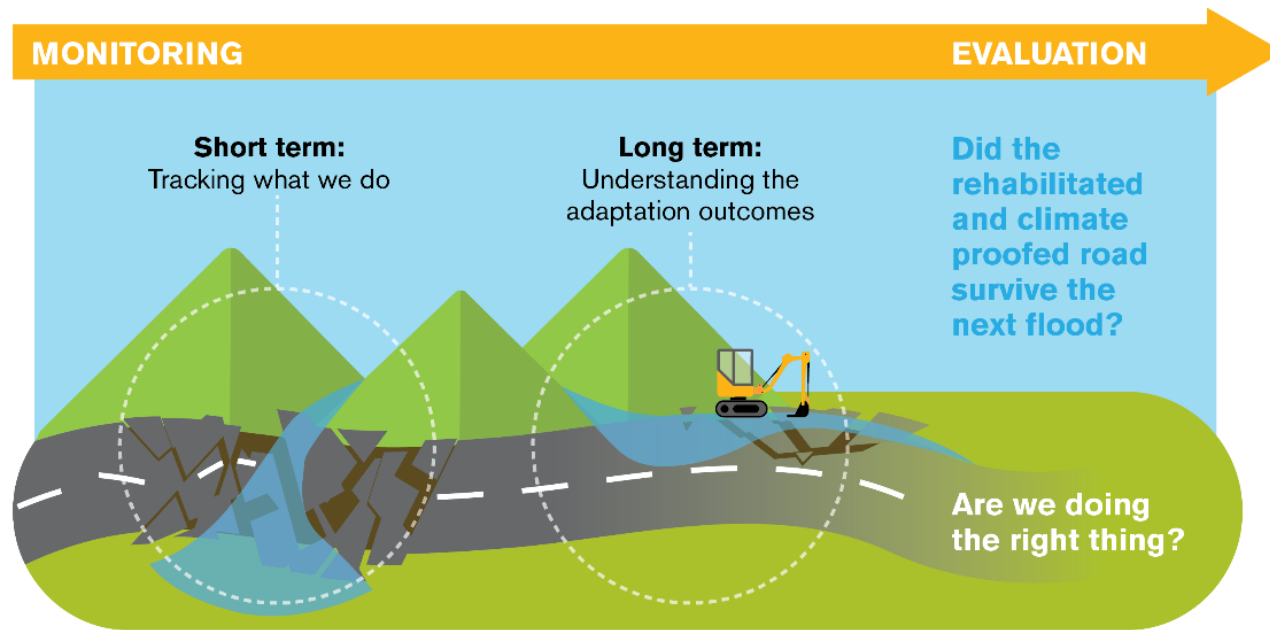 MONITORING
EVALUATION
Short term:
Tracking what we do
Long term:
Understanding the
adaptation outcomes
Did the
rehabilitated
and climate
proofed road
survive the
next flood?
Are we doing
the right thing?